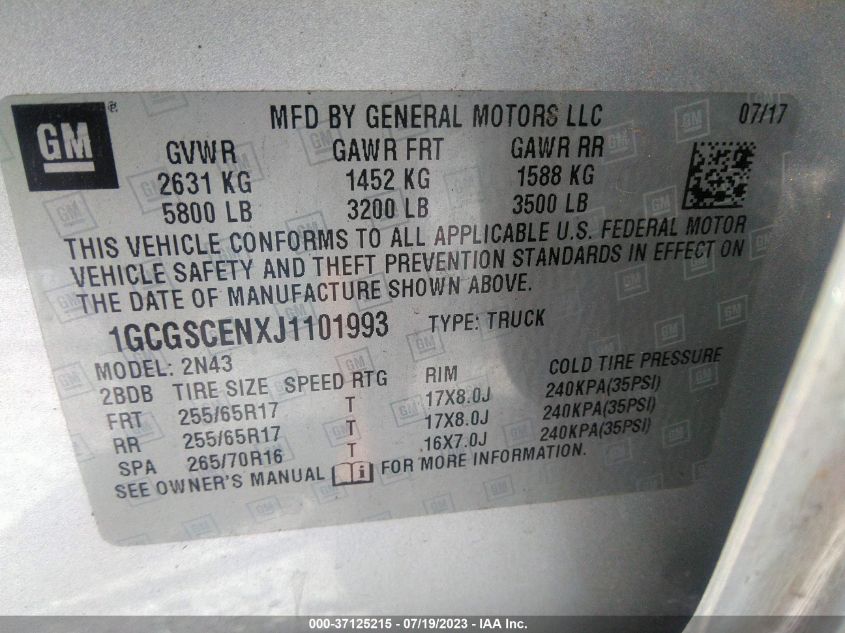 GM ® MFD BY GENERAL MOTORS LLC 07/17
GVWR GAWR FRT GAWR RR
2631 KG 1452 KG 1588 KG
5800 LB 3200 LB 3500 LB
THIS VEHICLE CONFORMS TO ALL APPLICABLE U.S. FEDERAL MOTOR
VEHICLE SAFETY AND THEFT PREVENTION STANDARDS IN EFFECT ON
THE DATE OF MANUFACTURE SHOWN ABOVE.
1GCGSCENXJ1101993 TYPE: TRUCK
MODEL: 2N43
2BDB TIRE SIZE SPEED RTG RIM COLD TIRE PRESSURE
FRT 255/65R17 T 17X8.0J 240KPA(35PSI)
RR 255/65R17 T 17X8.0J 240KPA(35PSI)
SPA 265/70R16 T 16X7.0J 240KPA(35PSI)
SEE OWNER'S MANUAL i FOR MORE INFORMATION.
000-37125215 - 07/19/2023 - IAA Inc.